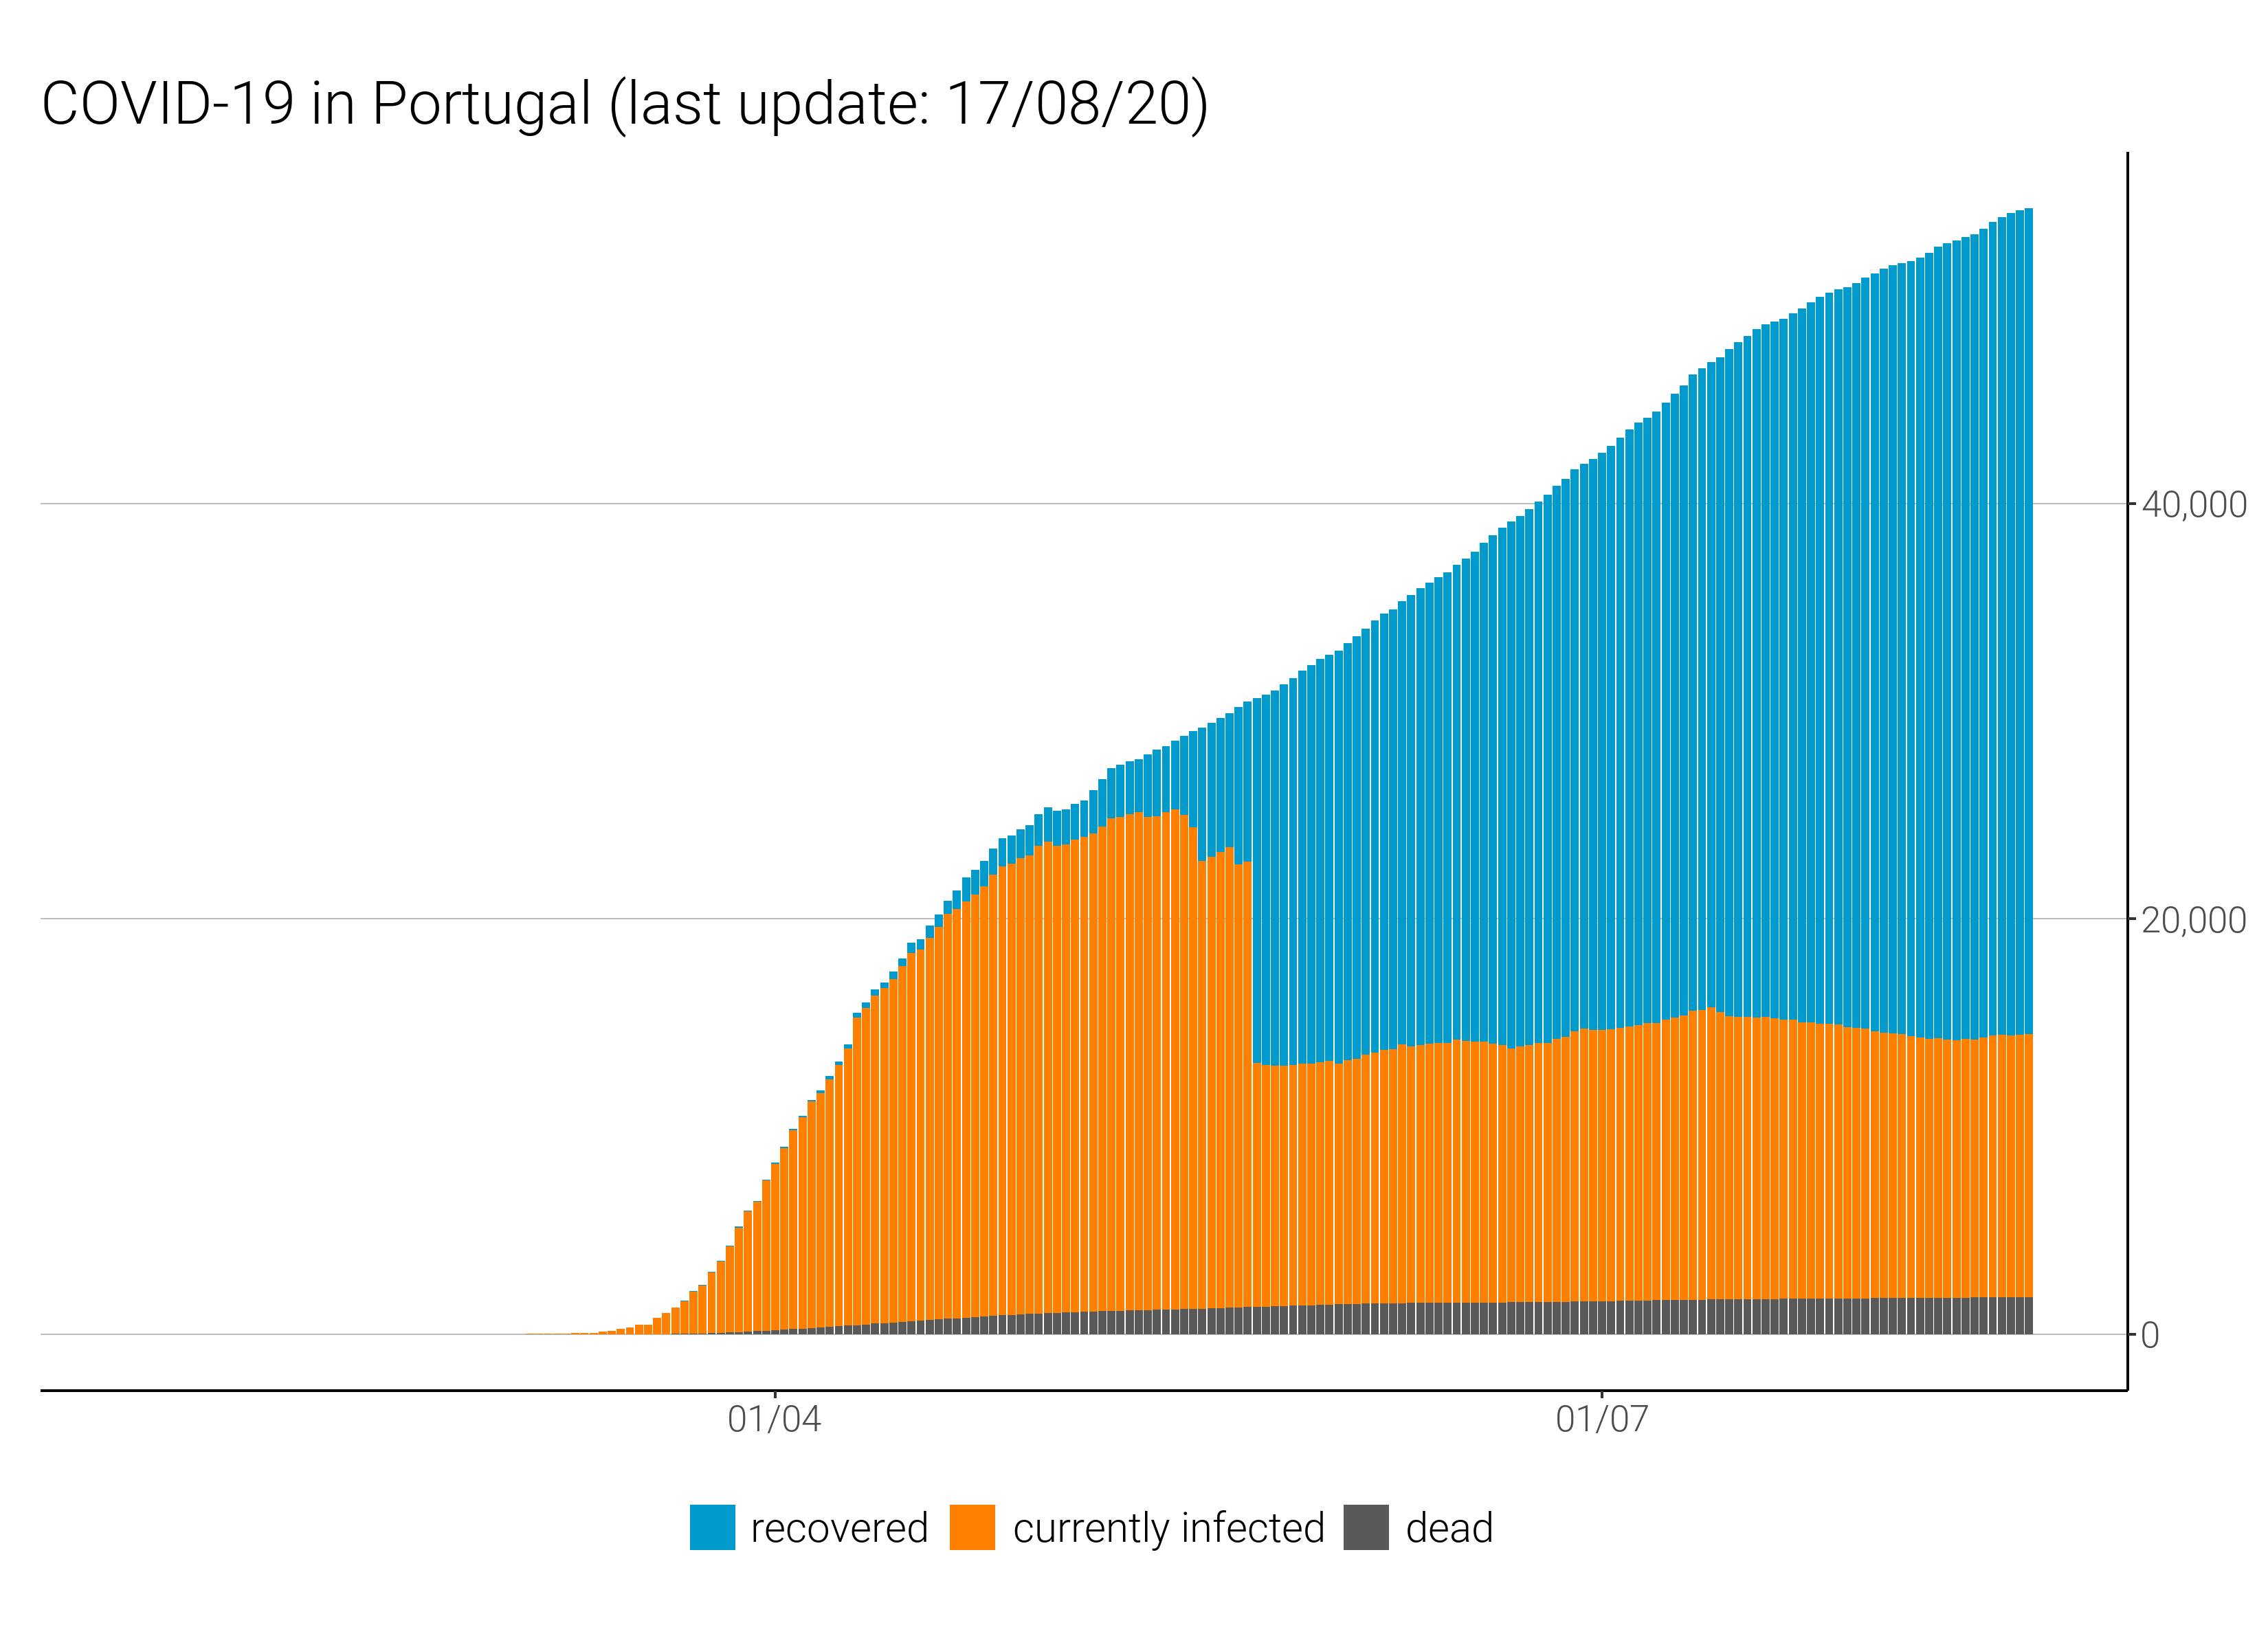 COVID-19 in Portugal (last update: 17/08/20)
40,000
20,000
0
01/04 01/07
recovered currently infected dead